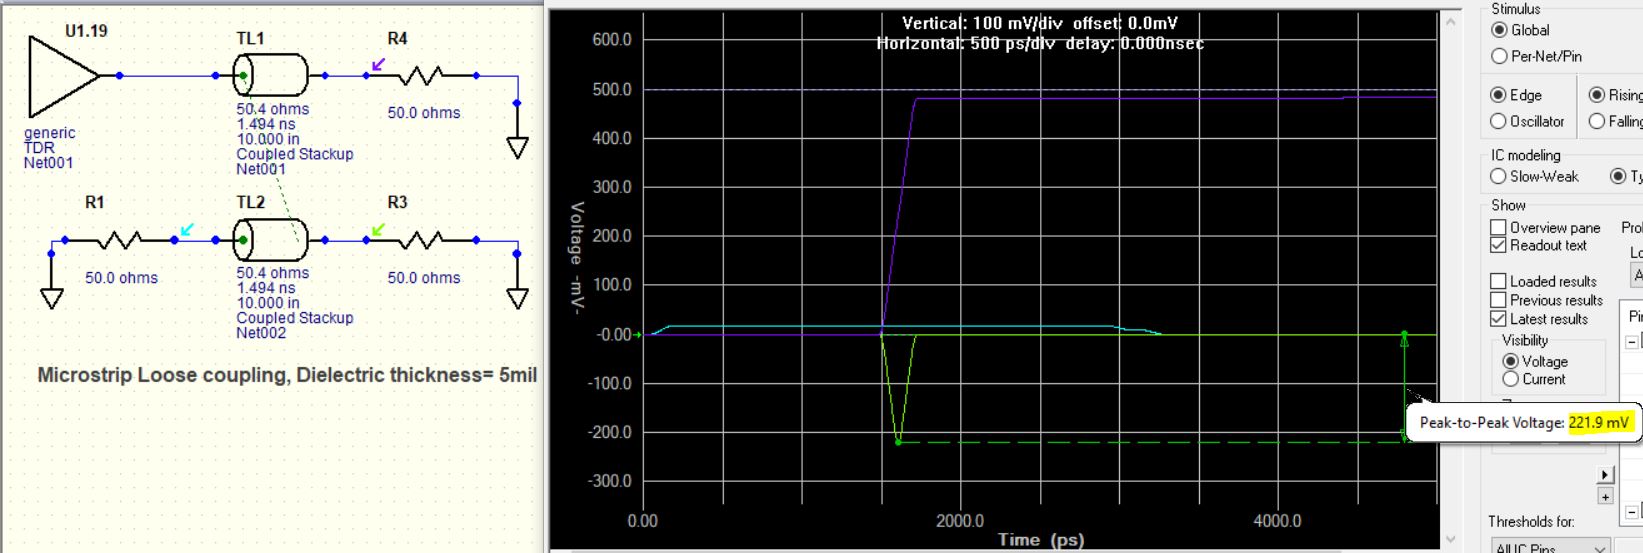 U1.19
TL1
R4
50.4 ohms
1.494 ns
10.000 in
Coupled Stackup
Net001
50.0 ohms
generic
TDR
Net001
R1
TL2
R3
50.0 ohms
50.4 ohms
1.494 ns
10.000 in
Coupled Stackup
Net002
50.0 ohms
Microstrip Loose coupling, Dielectric thickness= 5mil
Vertical: 100 mV/div offset: 0.0mV
Horizontal: 500 ps/div delay: 0.000nsec
600.0
500.0
400.0
300.0
200.0
100.0
-0.00
-100.0
-200.0
-300.0
Voltage -mV-
0.00
2000.0
4000.0
Time (ps)
Peak-to-Peak Voltage: 221.9 mV
Stimulus
Global
Per-Net/Pin
Edge
Rising
Oscillator
Falling
IC modeling
Slow-Weak
Ty
Show
Overview pane
Readout text
Loaded results
Previous results
Latest results
Visibility
Voltage
Current
Thresholds for: